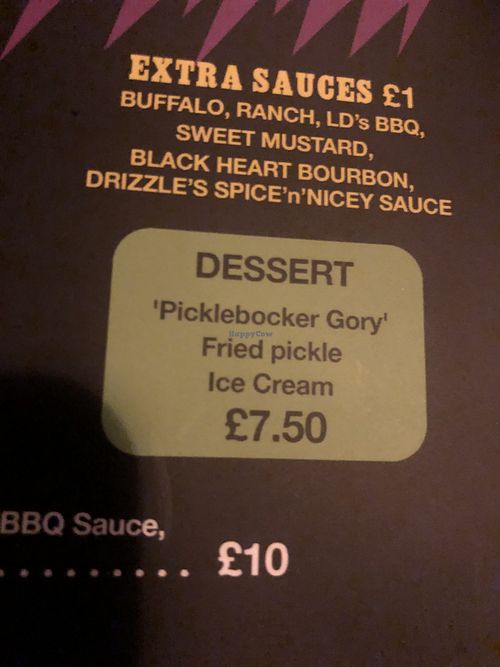 EXTRA SAUCES £1
BUFFALO, RANCH, LD's BBQ,
SWEET MUSTARD,
BLACK HEART BOURBON,
DRIZZLE'S SPICE'n'NICEY SAUCE
DESSERT
'Picklebocker Gory'
HappyCow
Fried pickle
Ice Cream
£7.50
BBQ Sauce,
......... £10